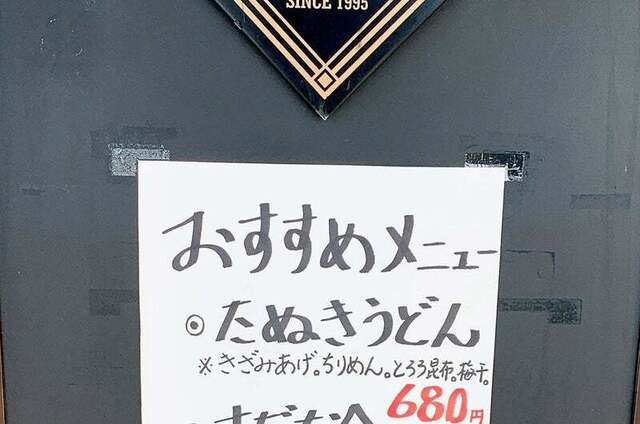 SINCE 1995
おすすめメニュー
◉たぬきうどん
※きざみあげ。ちりめん。とろろ昆布。梅干。
680円